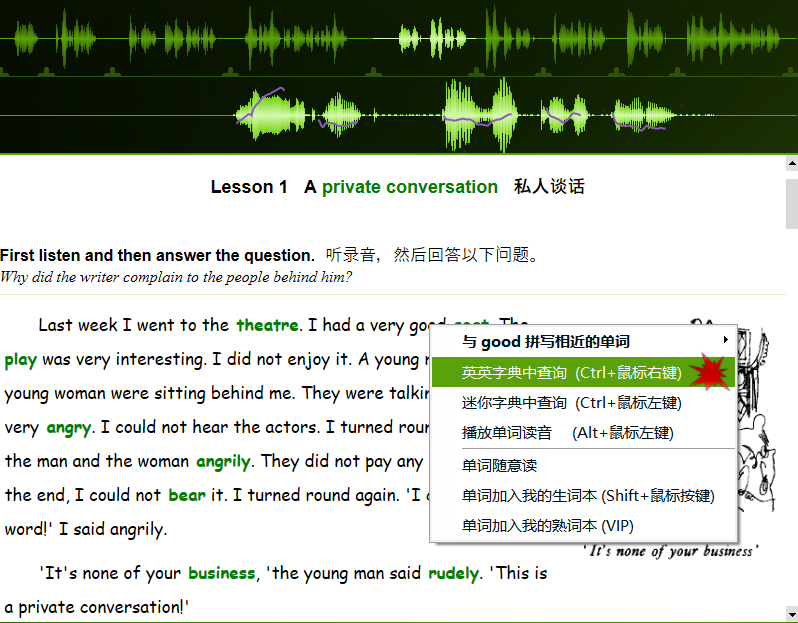 Lesson 1 A private conversation 私人谈话
First listen and then answer the question. 听录音，然后回答以下问题。
Why did the writer complain to the people behind him?
Last week I went to the theatre. I had a very good The
play was very interesting. I did not enjoy it. A young
young woman were sitting behind me. They were
very angry. I could not hear the actors. I turned
the man and the woman angrily. They did not pay any
the end, I could not bear it. I turned round again. 'I
word!' I said angrily.
'It's none of your business, 'the young man said rudely. 'This is
a private conversation!'
与 good 拼写相近的单词
英英字典中查询 (Ctrl+鼠标右键)
迷你字典中查询 (Ctrl+鼠标左键)
播放单词读音 (Alt+鼠标左键)
单词随意读
单词加入我的生词本 (Shift+鼠标按键)
单词加入我的熟词本 (VIP)
'It's none of your business'